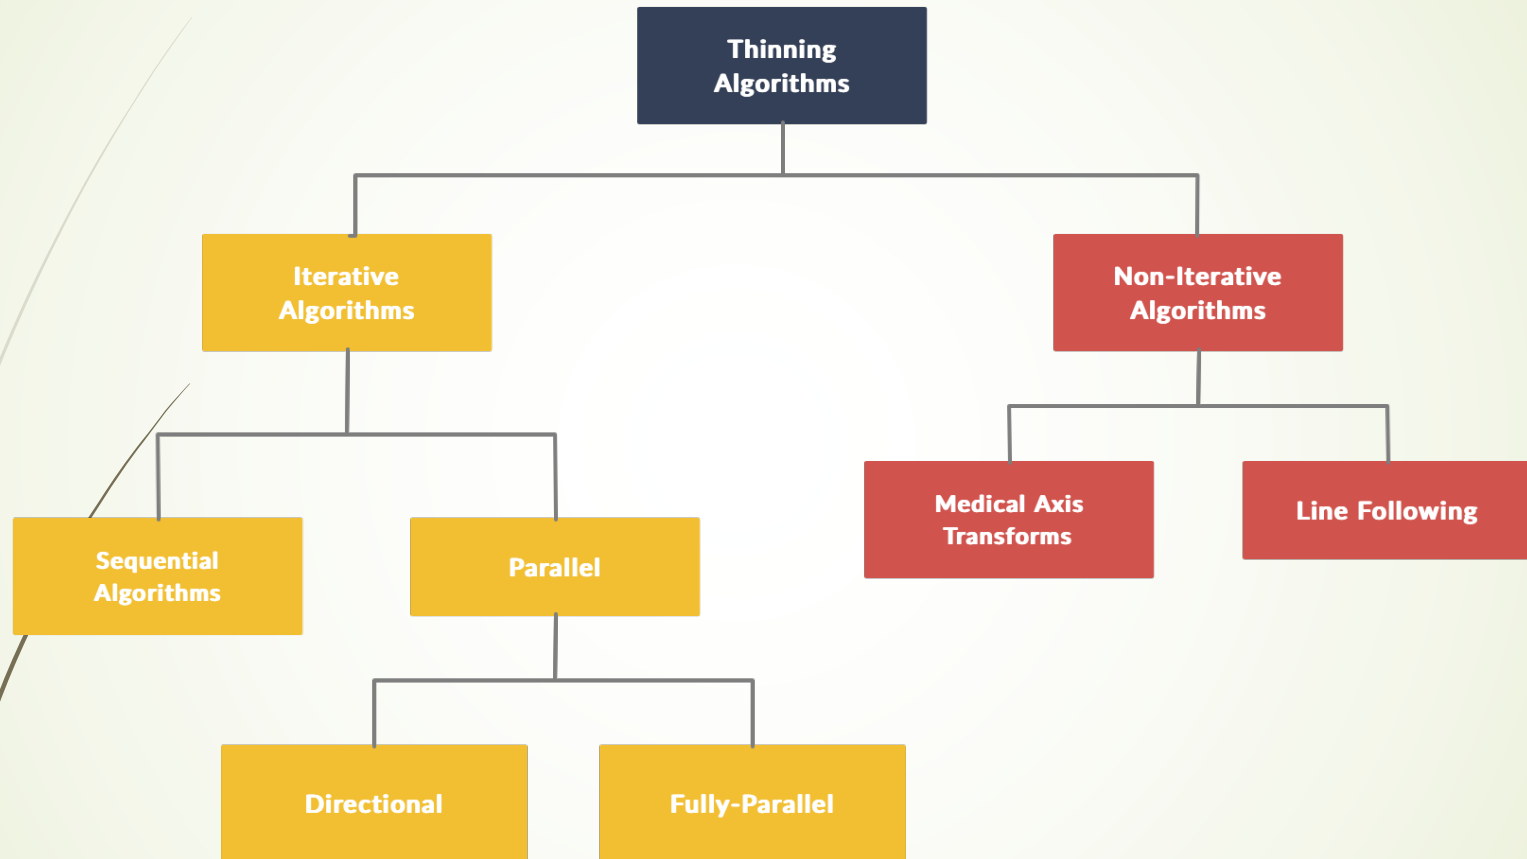 Thinning
Algorithms
Iterative
Algorithms
Non-Iterative
Algorithms
Medical Axis
Transforms
Line Following
Sequential
Algorithms
Parallel
Directional
Fully-Parallel